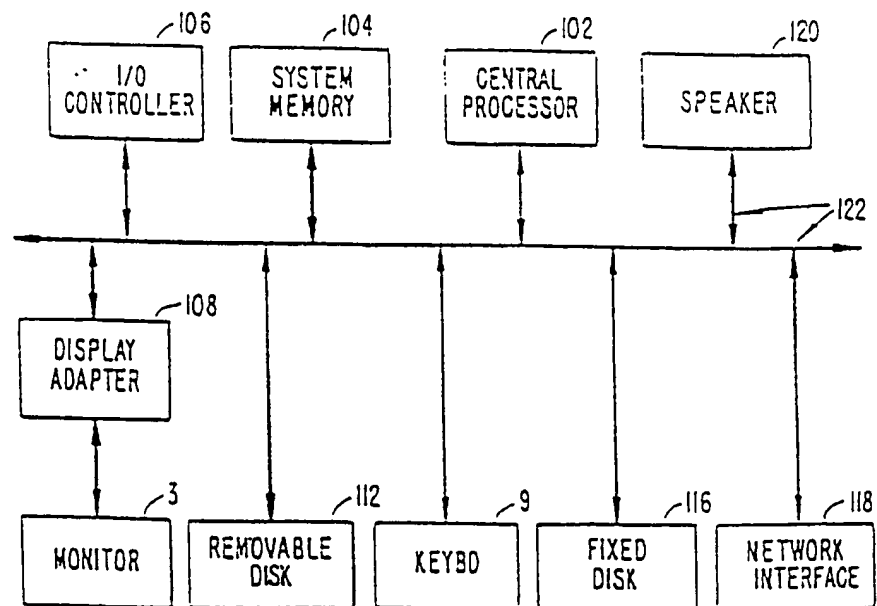 106
I/O
CONTROLLER
104
SYSTEM
MEMORY
102
CENTRAL
PROCESSOR
120
SPEAKER
122
108
DISPLAY
ADAPTER
3
MONITOR
112
REMOVABLE
DISK
9
KEYBD
116
FIXED
DISK
118
NETWORK
INTERFACE